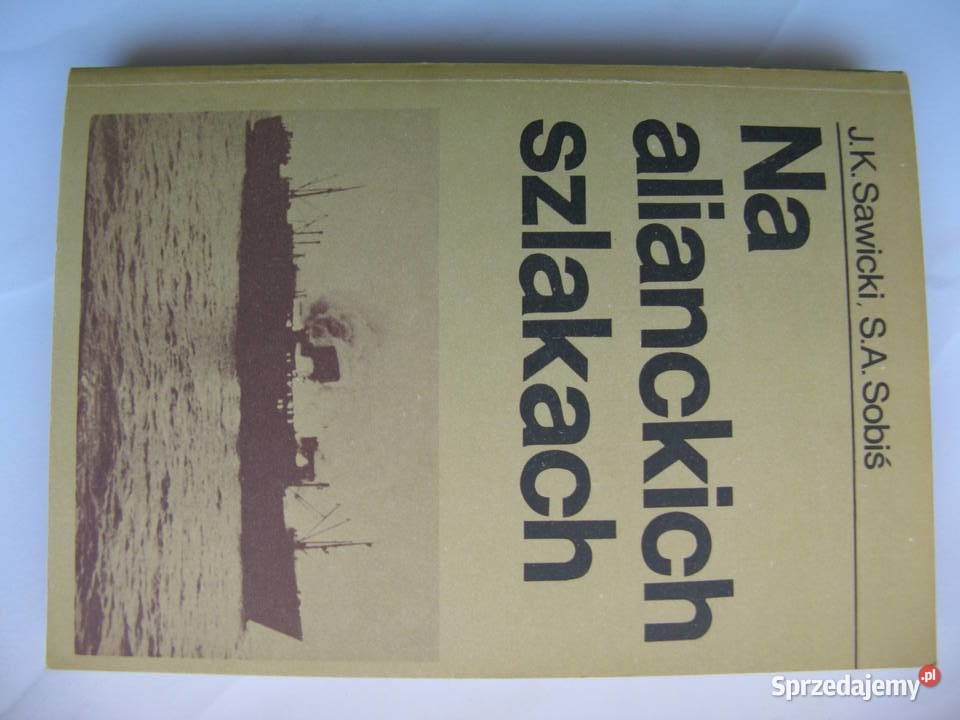 J.K. Sawicki, S.A. Sobiś
Na
alianckich
szlakach
Sprzedajemy.pl